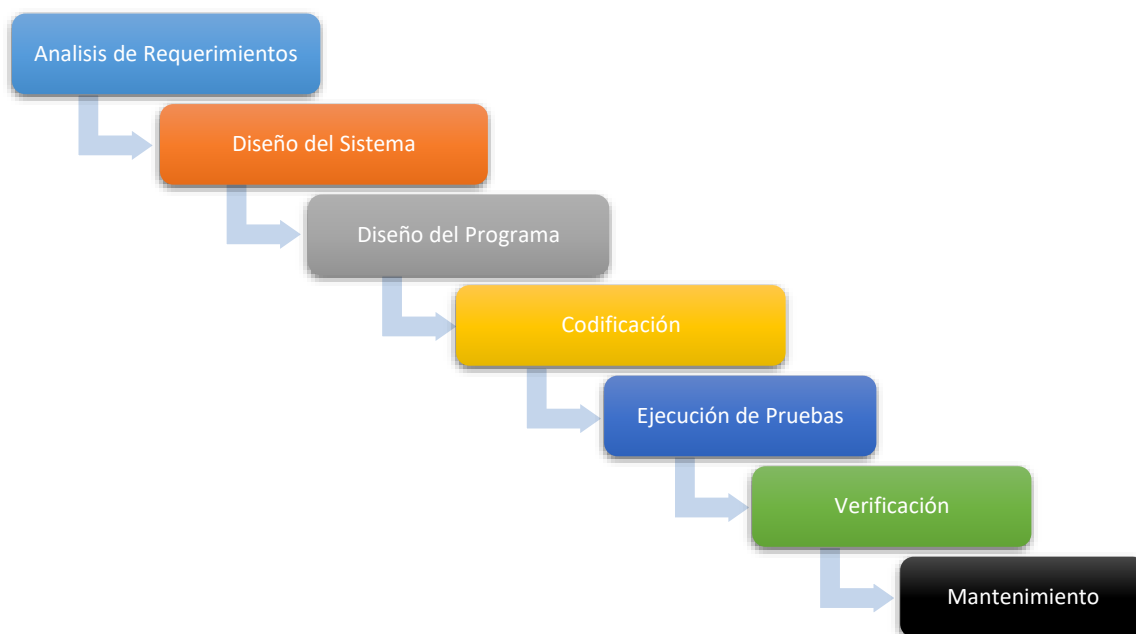 Analisis de Requerimientos
Diseño del Sistema
Diseño del Programa
Codificación
Ejecución de Pruebas
Verificación
Mantenimiento